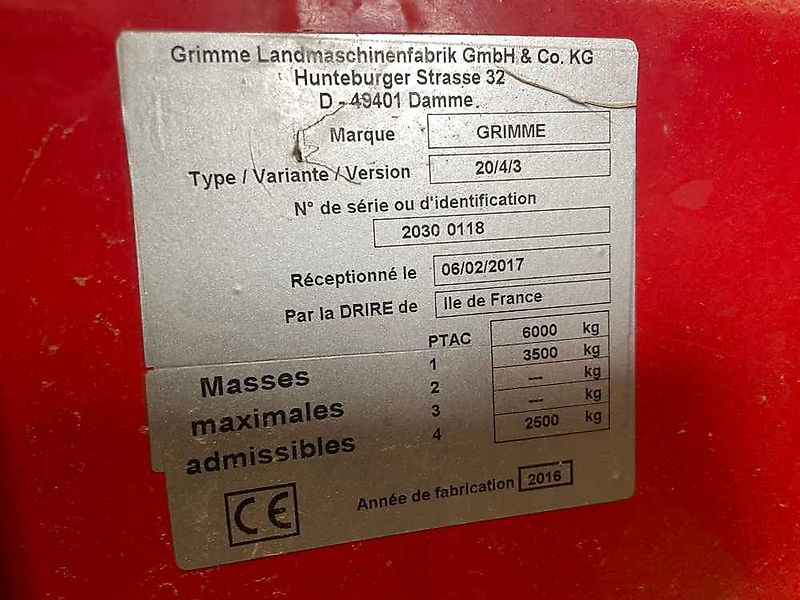 Grimme Landmaschinenfabrik GmbH & Co. KG
Hunteburger Strasse 32
D - 49401 Damme
Marque GRIMME
Type / Variante / Version 20/4/3
N° de série ou d'identification
2030 0118
Réceptionné le 06/02/2017
Par la DRIRE de Ile de France
PTAC 6000 kg
1 3500 kg
2 --- kg
3 --- kg
4 2500 kg
Masses
maximales
admissibles
CE Année de fabrication 2016